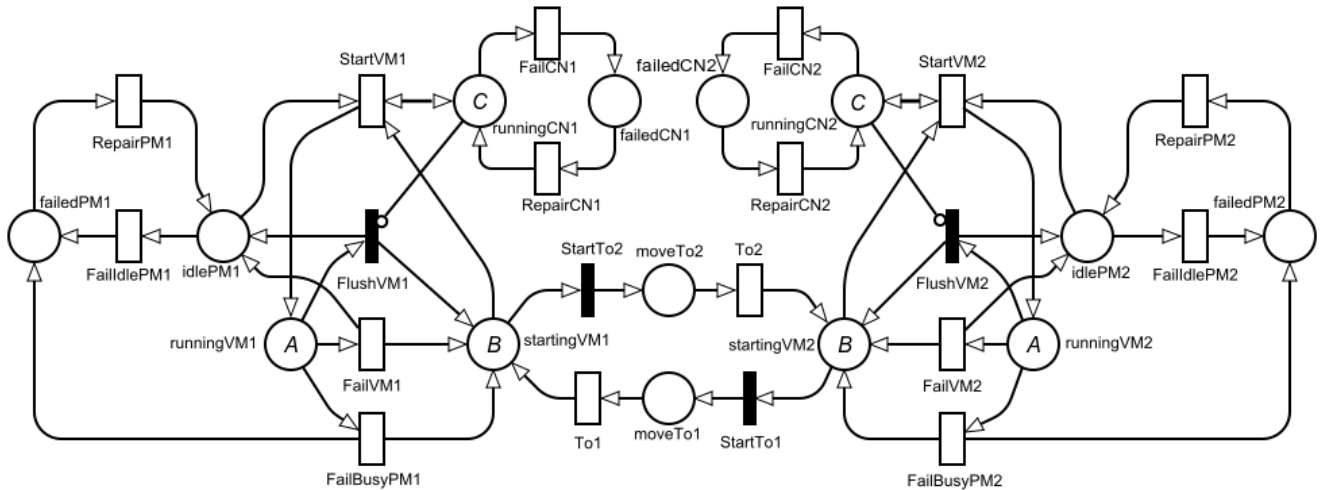 StartVM1
FailCN1
failedCN2
FailCN2
StartVM2
C
C
RepairPM1
runningCN1
failedCN1
runningCN2
RepairPM2
failedPM1
RepairCN1
RepairCN2
failedPM2
FailIdlePM1
idlePM1
FlushVM1
StartTo2
moveTo2
To2
FlushVM2
idlePM2
FailIdlePM2
runningVM1
A
B
startingVM1
startingVM2
B
A
runningVM2
FailVM1
FailVM2
To1
moveTo1
StartTo1
FailBusyPM1
FailBusyPM2